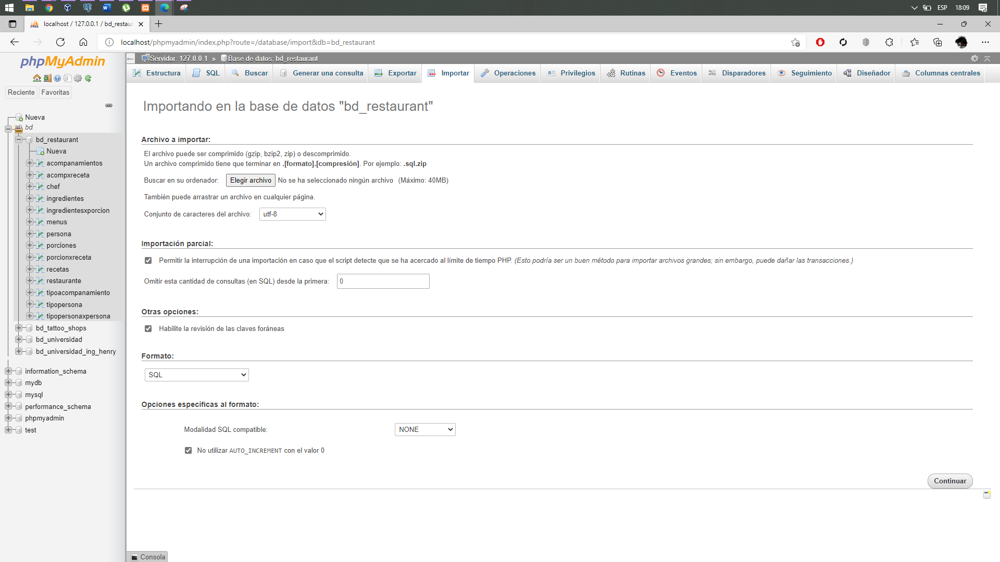 ESP
18:09
localhost / 127.0.0.1 / bd_restaur
localhost/phpmyadmin/index.php?route=/database/import&db=bd_restaurant
phpMyAdmin
Reciente
Favoritas
Nueva
bd
bd_restaurant
Nueva
acompanamientos
acompxreceta
chef
ingredientes
ingredientesxporcion
menus
persona
porciones
porcionxreceta
recetas
restaurante
tipoacompanamiento
tipopersona
tipopersonaxpersona
bd_tattoo_shops
bd_universidad
bd_universidad_ing_henry
information_schema
mydb
mysql
performance_schema
phpmyadmin
test
Servidor: 127.0.0.1 » Base de datos: bd_restaurant
Estructura SQL Buscar Generar una consulta Exportar Importar Operaciones Privilegios Rutinas Eventos Disparadores Seguimiento Diseñador Columnas centrales
Importando en la base de datos "bd_restaurant"
Archivo a importar:
El archivo puede ser comprimido (gzip, bzip2, zip) o descomprimido.
Un archivo comprimido tiene que terminar en .[formato].[compresión]. Por ejemplo: .sql.zip
Buscar en su ordenador: Elegir archivo No se ha seleccionado ningún archivo (Máximo: 40MB)
También puede arrastrar un archivo en cualquier página.
Conjunto de caracteres del archivo: utf-8
Importación parcial:
Permitir la interrupción de una importación en caso que el script detecte que se ha acercado al límite de tiempo PHP. (Esto podría ser un buen método para importar archivos grandes; sin embargo, puede dañar las transacciones.)
Omitir esta cantidad de consultas (en SQL) desde la primera: 0
Otras opciones:
Habilite la revisión de las claves foráneas
Formato:
SQL
Opciones específicas al formato:
Modalidad SQL compatible: NONE
No utilizar AUTO_INCREMENT con el valor 0
Continuar
Consola